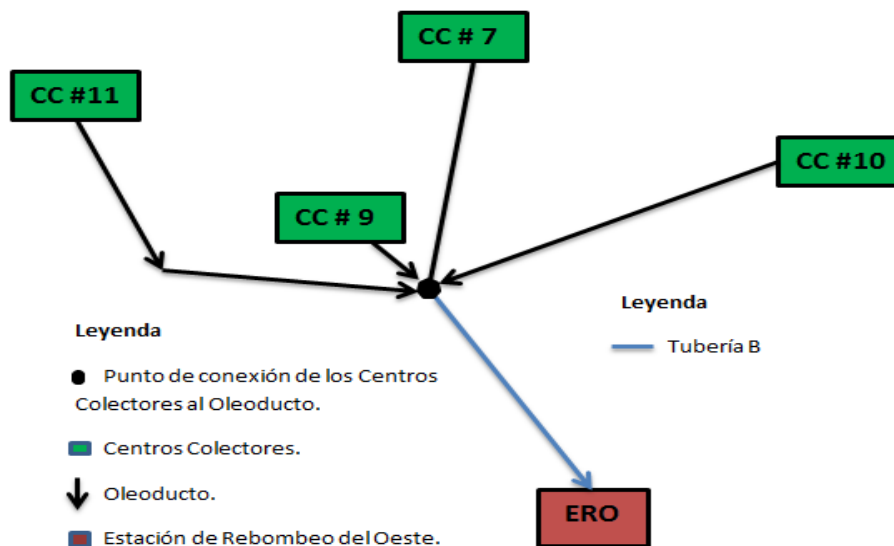 CC # 7
CC #11
CC #10
CC # 9
Leyenda
Tubería B
Leyenda
Punto de conexión de los Centros
Colectores al Oleoducto.
Centros Colectores.
Oleoducto.
Estación de Rebombeo del Oeste.
ERO